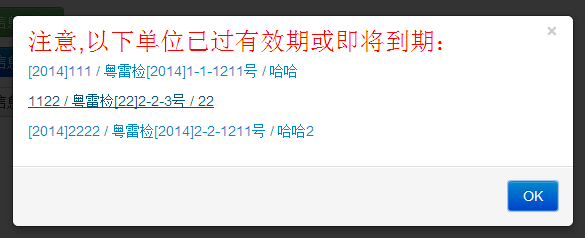 注意,以下单位已过有效期或即将到期：
×
[2014]111 / 粤雷检[2014]1-1-1211号 / 哈哈
1122 / 粤雷检[22]2-2-3号 / 22
[2014]2222 / 粤雷检[2014]2-2-1211号 / 哈哈2
OK